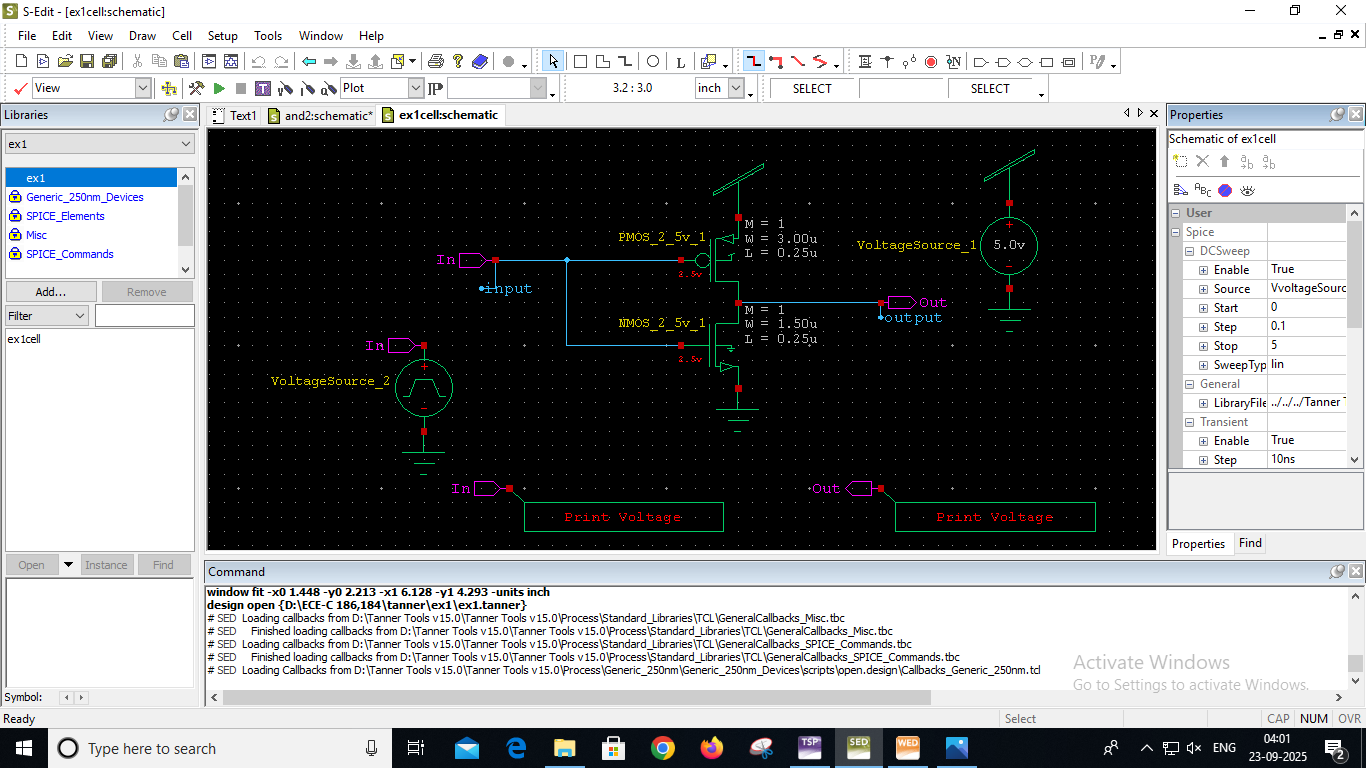 S-Edit - [ex1cell:schematic]
File Edit View Draw Cell Setup Tools Window Help
View Plot 3.2 : 3.0 inch SELECT SELECT
Libraries
Text1 and2:schematic* ex1cell:schematic
Properties
ex1
Schematic of ex1cell
ex1
Generic_250nm_Devices
SPICE_Elements
Misc
SPICE_Commands
Add... Remove
Filter
ex1cell
Open Instance Find
Symbol:
PMOS_2_5v_1
M = 1
W = 3.00u
L = 0.25u
2.5v
In
input
VoltageSource_1
5.0v
Out
output
NMOS_2_5v_1
M = 1
W = 1.50u
L = 0.25u
2.5v
In
VoltageSource_2
In
Print Voltage
Out
Print Voltage
User
Spice
DCSweep
Enable True
Source VvoltageSourc
Start 0
Step 0.1
Stop 5
SweepTyp lin
General
LibraryFile ../../../Tanner T
Transient
Enable True
Step 10ns
Properties Find
Command
window fit -x0 1.448 -y0 2.213 -x1 6.128 -y1 4.293 -units inch
design open {D:\ECE-C 186,184\tanner\ex1\ex1.tanner}
# SED Loading callbacks from D:\Tanner Tools v15.0\Tanner Tools v15.0\Process\Standard_Libraries\TCL\GeneralCallbacks_Misc.tbc
# SED Finished loading callbacks from D:\Tanner Tools v15.0\Tanner Tools v15.0\Process\Standard_Libraries\TCL\GeneralCallbacks_Misc.tbc
# SED Loading callbacks from D:\Tanner Tools v15.0\Tanner Tools v15.0\Process\Standard_Libraries\TCL\GeneralCallbacks_SPICE_Commands.tbc
# SED Finished loading callbacks from D:\Tanner Tools v15.0\Tanner Tools v15.0\Process\Standard_Libraries\TCL\GeneralCallbacks_SPICE_Commands.tbc
# SED Loading Callbacks from D:\Tanner Tools v15.0\Tanner Tools v15.0\Process\Generic_250nm\Generic_250nm_Devices\scripts\open.design\Callbacks_Generic_250nm.tcl
Activate Windows
Go to Settings to activate Windows.
Ready Select CAP NUM OVR
Type here to search
TSP SED WED
ENG
04:01
23-09-2025
2